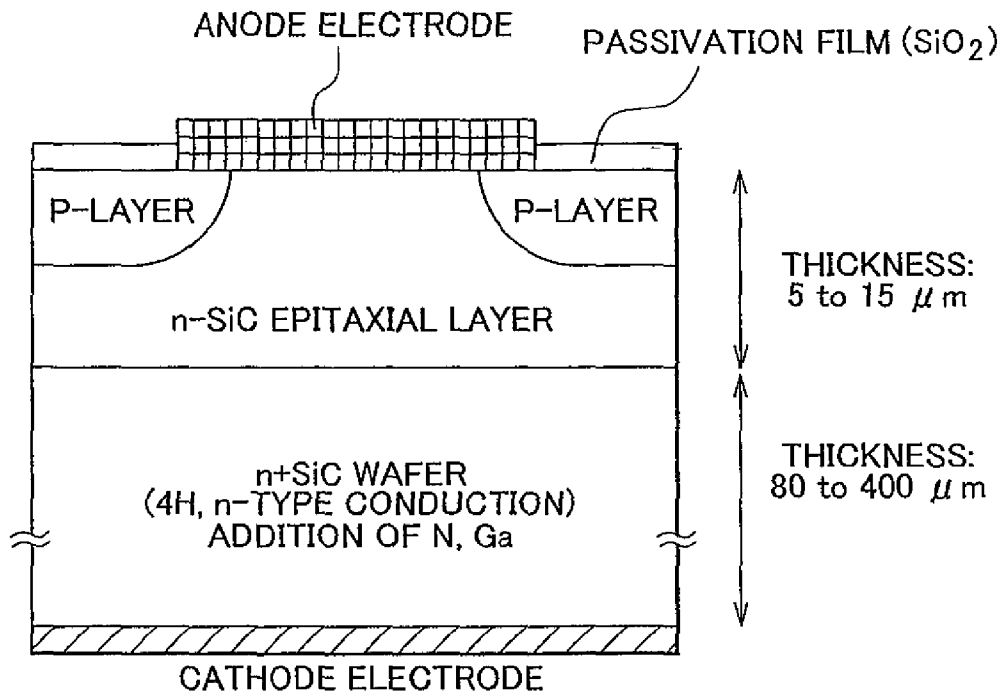 ANODE ELECTRODE
PASSIVATION FILM (SiO2)
P-LAYER
P-LAYER
THICKNESS:
5 to 15 μm
n-SiC EPITAXIAL LAYER
n+SiC WAFER
(4H, n-TYPE CONDUCTION)
ADDITION OF N, Ga
THICKNESS:
80 to 400 μm
CATHODE ELECTRODE